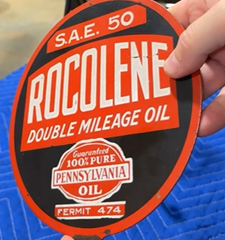 S.A.E. 50
ROCOLENE
DOUBLE MILEAGE OIL
Guaranteed
100% PURE
PENNSYLVANIA
OIL
PERMIT 474